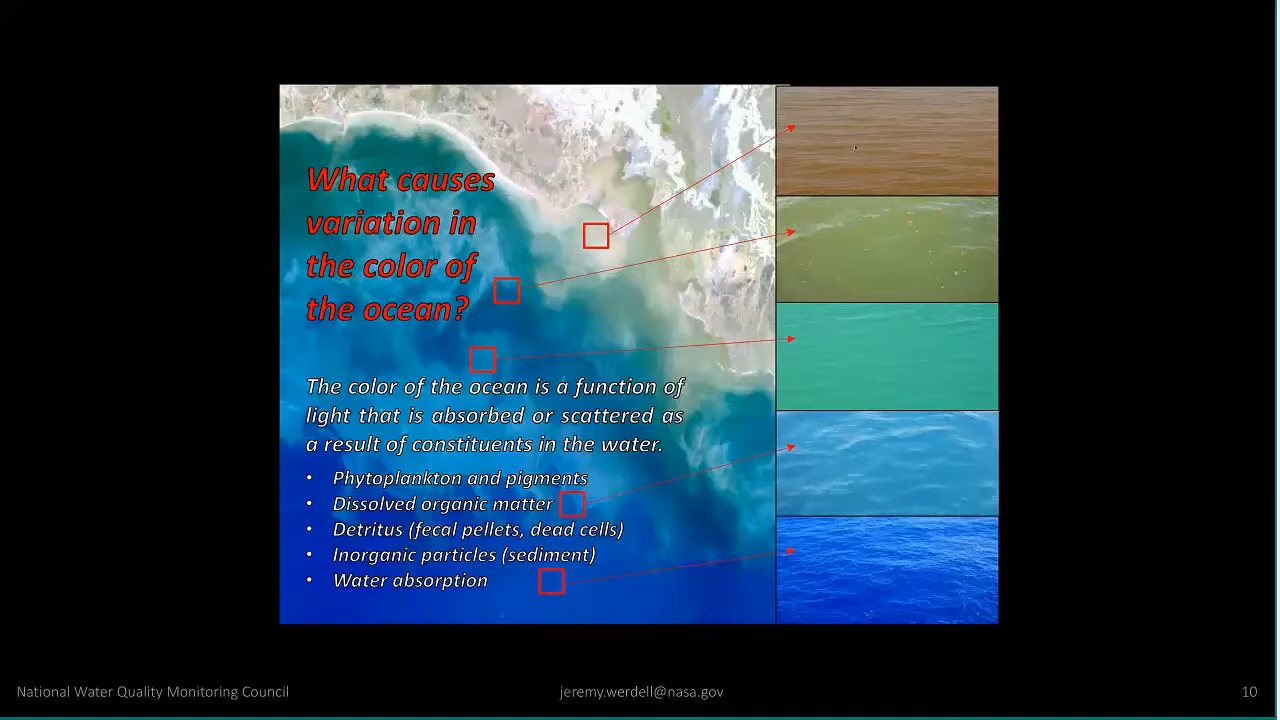 What causes
variation in
the color of
the ocean?
The color of the ocean is a function of
light that is absorbed or scattered as
a result of constituents in the water.
• Phytoplankton and pigments
• Dissolved organic matter
• Detritus (fecal pellets, dead cells)
• Inorganic particles (sediment)
• Water absorption
National Water Quality Monitoring Council
jeremy.werdell@nasa.gov
10